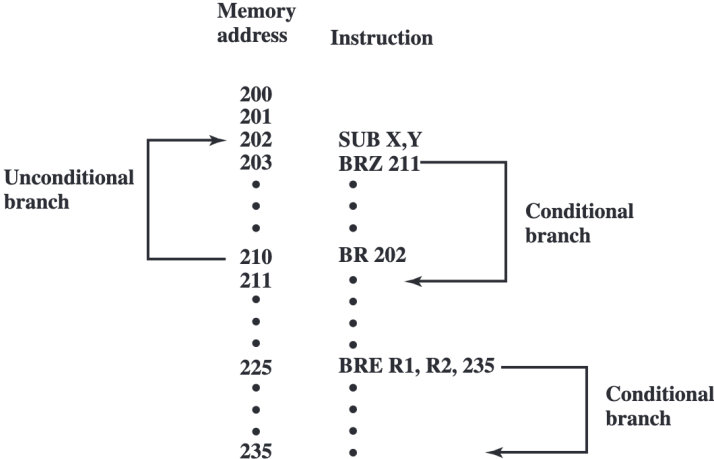 Memory
address
Instruction
200
201
202 SUB X,Y
203 BRZ 211
Unconditional
branch
Conditional
branch
210 BR 202
211
225 BRE R1, R2, 235
Conditional
branch
235